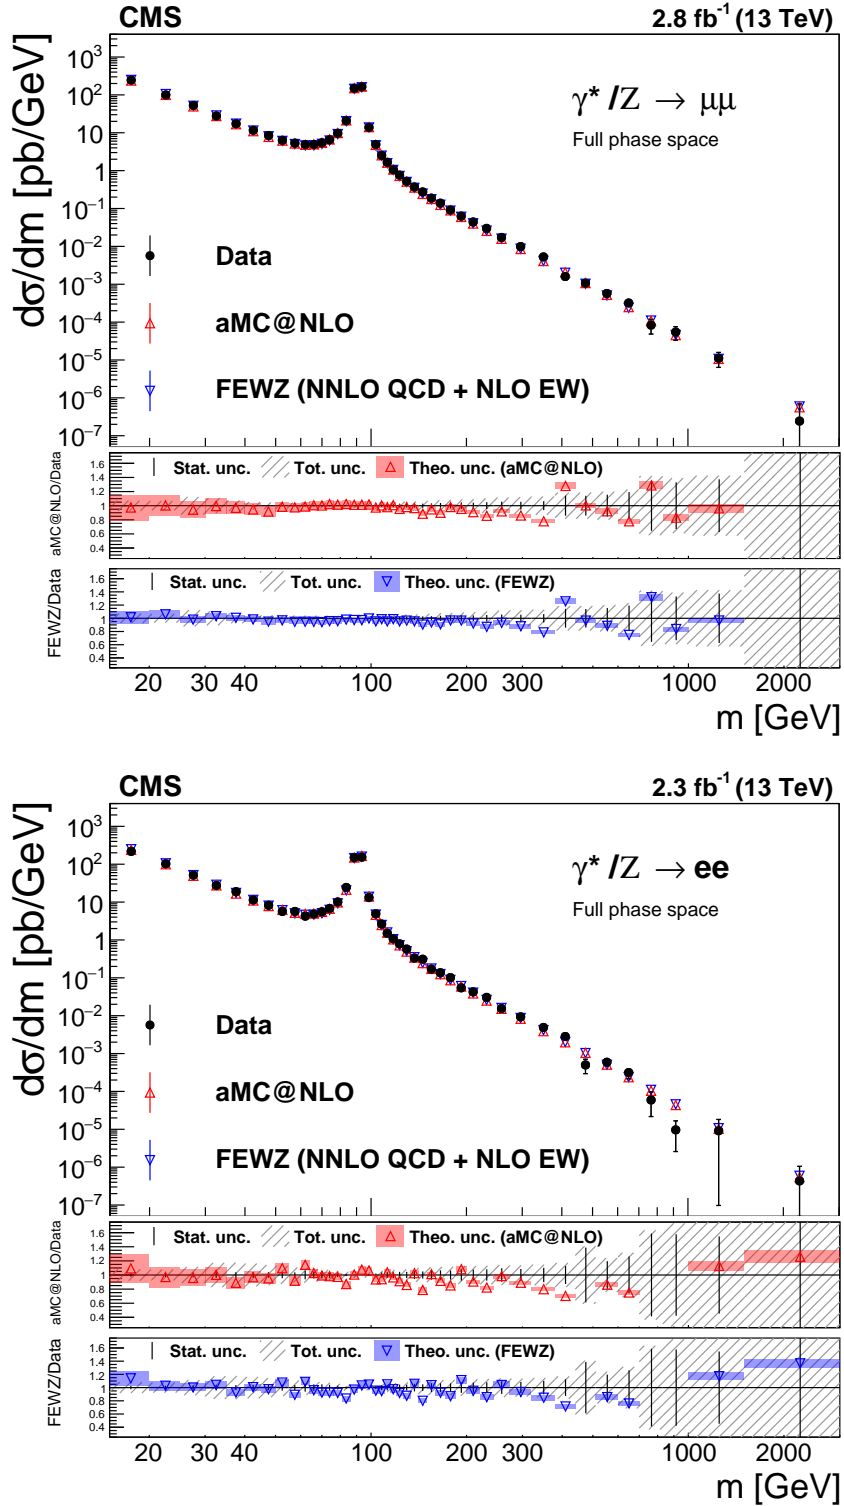 CMS 2.8 fb⁻¹ (13 TeV)
dσ/dm [pb/GeV]
10³
10²
10
1
10⁻¹
10⁻²
10⁻³
10⁻⁴
10⁻⁵
10⁻⁶
10⁻⁷
γ* /Z → μμ
Full phase space
Data
aMC@NLO
FEWZ (NNLO QCD + NLO EW)
aMC@NLO/Data
1.6
1.4
1.2
1
0.8
0.6
0.4
Stat. unc. Tot. unc. Theo. unc. (aMC@NLO)
FEWZ/Data
1.6
1.4
1.2
1
0.8
0.6
0.4
Stat. unc. Tot. unc. Theo. unc. (FEWZ)
20 30 40 100 200 300 1000 2000
m [GeV]
CMS 2.3 fb⁻¹ (13 TeV)
dσ/dm [pb/GeV]
10³
10²
10
1
10⁻¹
10⁻²
10⁻³
10⁻⁴
10⁻⁵
10⁻⁶
10⁻⁷
γ* /Z → ee
Full phase space
Data
aMC@NLO
FEWZ (NNLO QCD + NLO EW)
aMC@NLO/Data
1.6
1.4
1.2
1
0.8
0.6
0.4
Stat. unc. Tot. unc. Theo. unc. (aMC@NLO)
FEWZ/Data
1.6
1.4
1.2
1
0.8
0.6
0.4
Stat. unc. Tot. unc. Theo. unc. (FEWZ)
20 30 40 100 200 300 1000 2000
m [GeV]